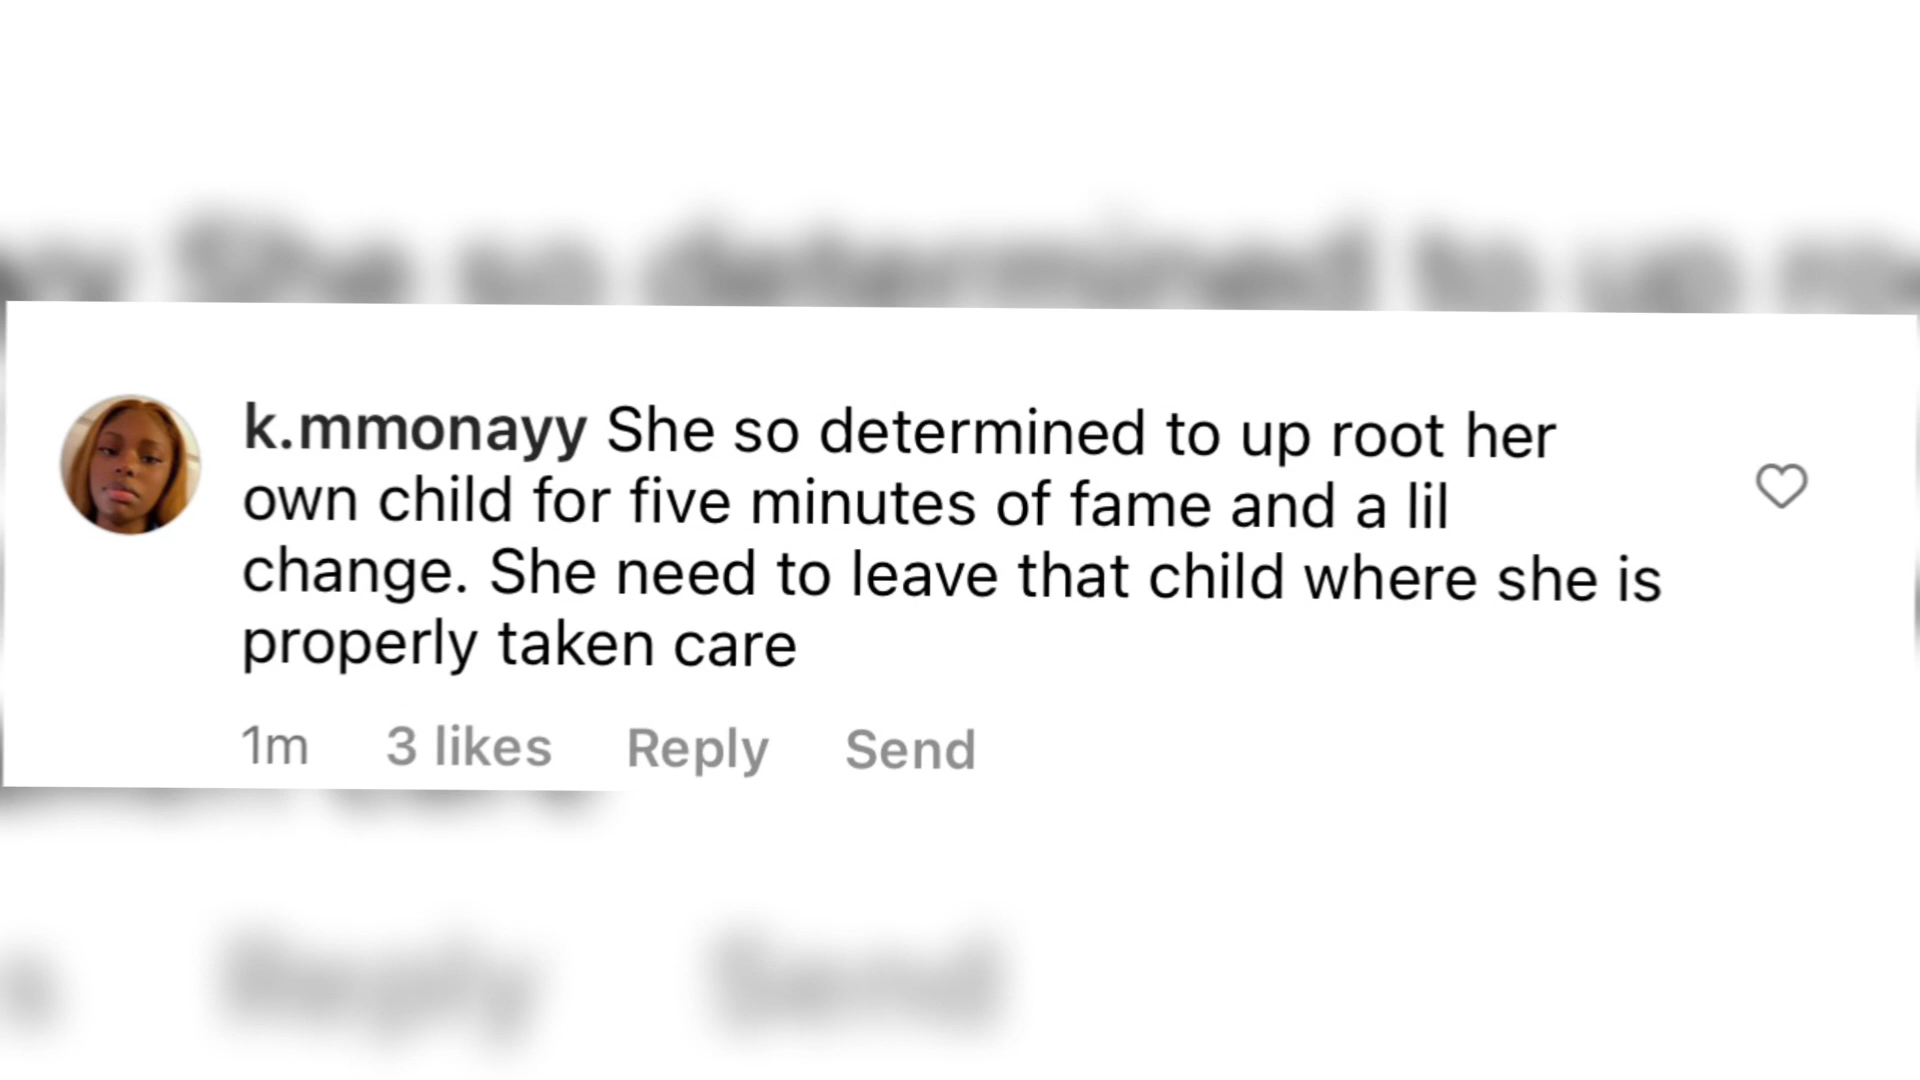 k.mmonayy She so determined to up root her
own child for five minutes of fame and a lil
change. She need to leave that child where she is
properly taken care
1m 3 likes Reply Send